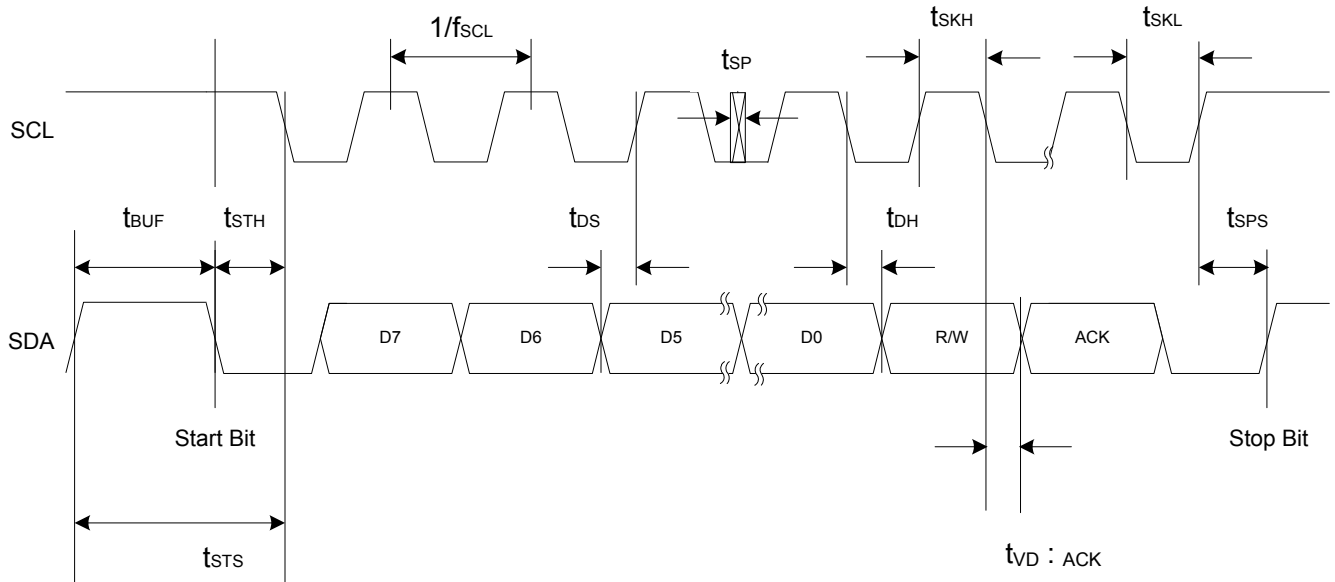 1/fSCL
tSKH
tSKL
tSP
SCL
tBUF
tSTH
tDS
tDH
tSPS
SDA
D7
D6
D5
D0
R/W
ACK
Start Bit
Stop Bit
tSTS
tVD : ACK